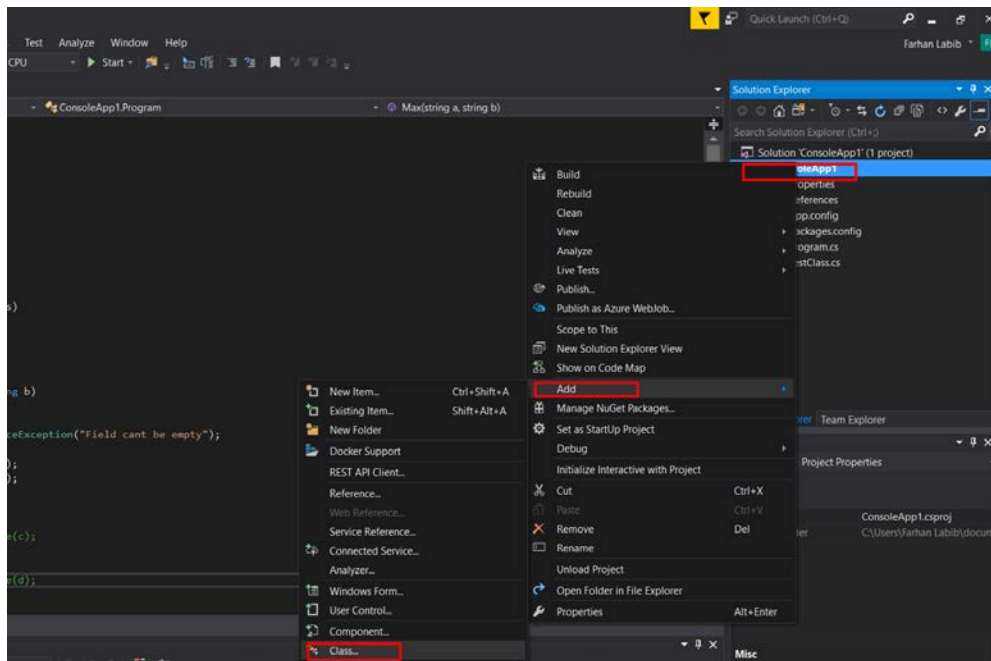 Quick Launch (Ctrl+Q)
Test Analyze Window Help
Farhan Labib
CPU Start
ConsoleApp1.Program
Max(string a, string b)
Solution Explorer
Search Solution Explorer (Ctrl+;)
Solution 'ConsoleApp1' (1 project)
oleApp1
operties
eferences
pp.config
ackages.config
rogram.cs
estClass.cs
Build
Rebuild
Clean
View
Analyze
Live Tests
Publish...
Publish as Azure WebJob...
Scope to This
New Solution Explorer View
Show on Code Map
Add
Manage NuGet Packages...
Set as StartUp Project
Debug
Initialize Interactive with Project
Cut Ctrl+X
Paste Ctrl+V
Remove Del
Rename
Unload Project
Open Folder in File Explorer
Properties Alt+Enter
New Item... Ctrl+Shift+A
Existing Item... Shift+Alt+A
New Folder
Docker Support
REST API Client...
Reference...
Web Reference...
Service Reference...
Connected Service...
Analyzer...
Windows Form...
User Control...
Component...
Class...
s)
ng b)
ceException("Field cant be empty");
);
);
e(c);
e(d);
rer Team Explorer
Project Properties
ConsoleApp1.csproj
der C:\Users\Farhan Labib\docun
Misc